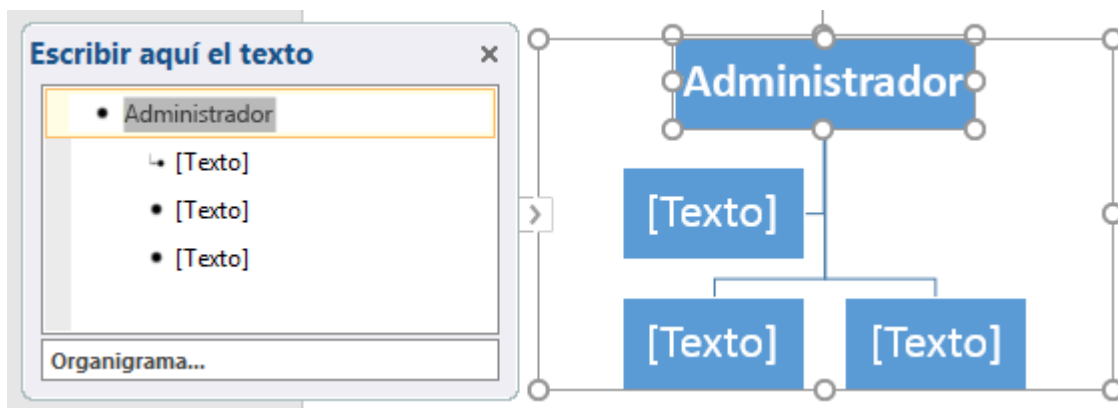 Escribir aquí el texto
Administrador
[Texto]
[Texto]
[Texto]
Organigrama...
Administrador
[Texto]
[Texto]
[Texto]